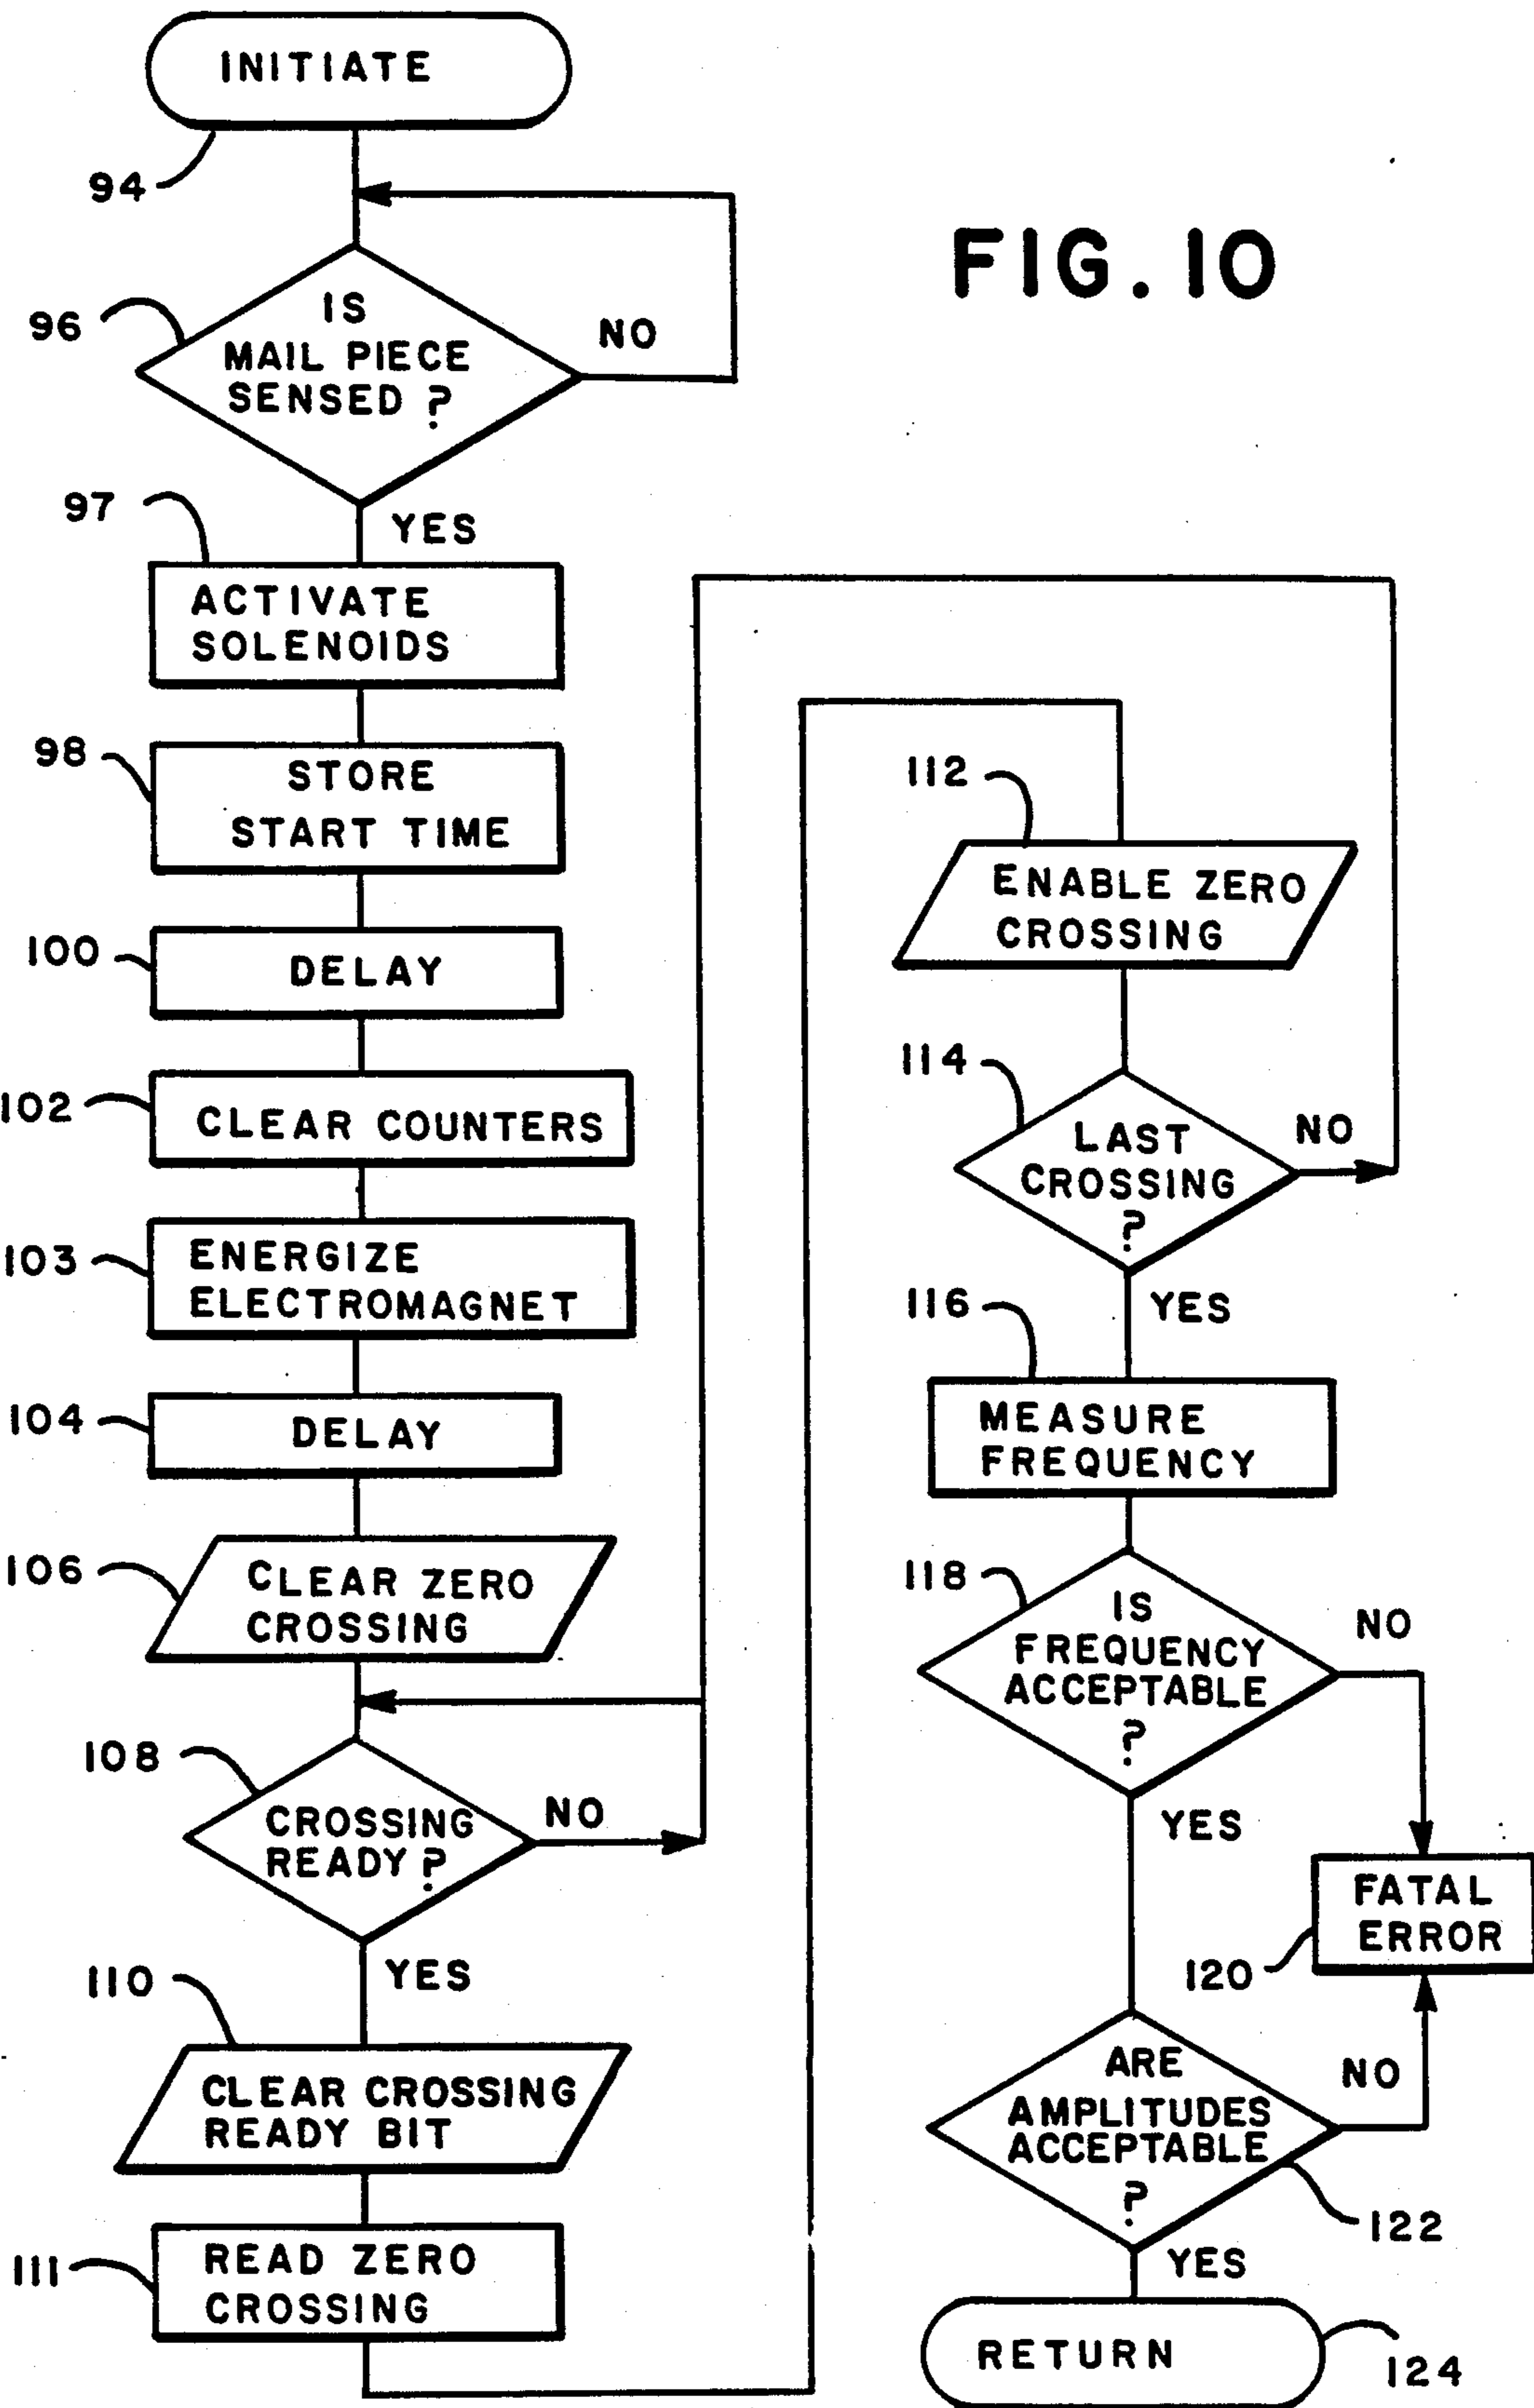 INITIATE
94
FIG. 10
96
IS
MAIL PIECE
SENSED ?
NO
YES
97
ACTIVATE
SOLENOIDS
98
STORE
START TIME
100
DELAY
102
CLEAR COUNTERS
103
ENERGIZE
ELECTROMAGNET
104
DELAY
106
CLEAR ZERO
CROSSING
108
CROSSING
READY ?
NO
YES
110
CLEAR CROSSING
READY BIT
111
READ ZERO
CROSSING
112
ENABLE ZERO
CROSSING
114
LAST
CROSSING
?
NO
YES
116
MEASURE
FREQUENCY
118
IS
FREQUENCY
ACCEPTABLE
?
NO
YES
FATAL
ERROR
120
ARE
AMPLITUDES
ACCEPTABLE
?
NO
122
YES
RETURN
124